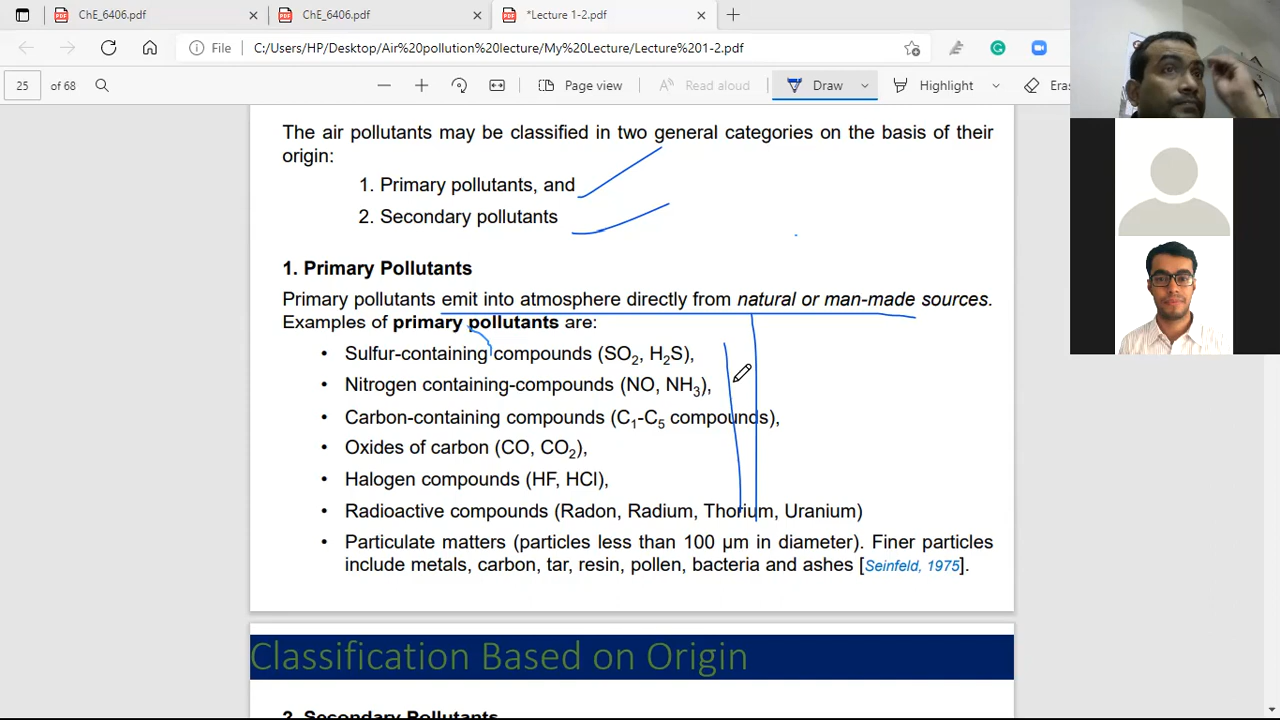 ChE_6406.pdf
ChE_6406.pdf
*Lecture 1-2.pdf
File
C:/Users/HP/Desktop/Air%20pollution%20lecture/My%20Lecture/Lecture%201-2.pdf
25 of 68
Page view
Read aloud
Draw
Highlight
Eras
The air pollutants may be classified in two general categories on the basis of their
origin:
1. Primary pollutants, and
2. Secondary pollutants
1. Primary Pollutants
Primary pollutants emit into atmosphere directly from natural or man-made sources.
Examples of primary pollutants are:
• Sulfur-containing compounds (SO₂, H₂S),
• Nitrogen containing-compounds (NO, NH₃),
• Carbon-containing compounds (C₁-C₅ compounds),
• Oxides of carbon (CO, CO₂),
• Halogen compounds (HF, HCl),
• Radioactive compounds (Radon, Radium, Thorium, Uranium)
• Particulate matters (particles less than 100 μm in diameter). Finer particles
include metals, carbon, tar, resin, pollen, bacteria and ashes [Seinfeld, 1975].
Classification Based on Origin
2. Secondary Pollutants